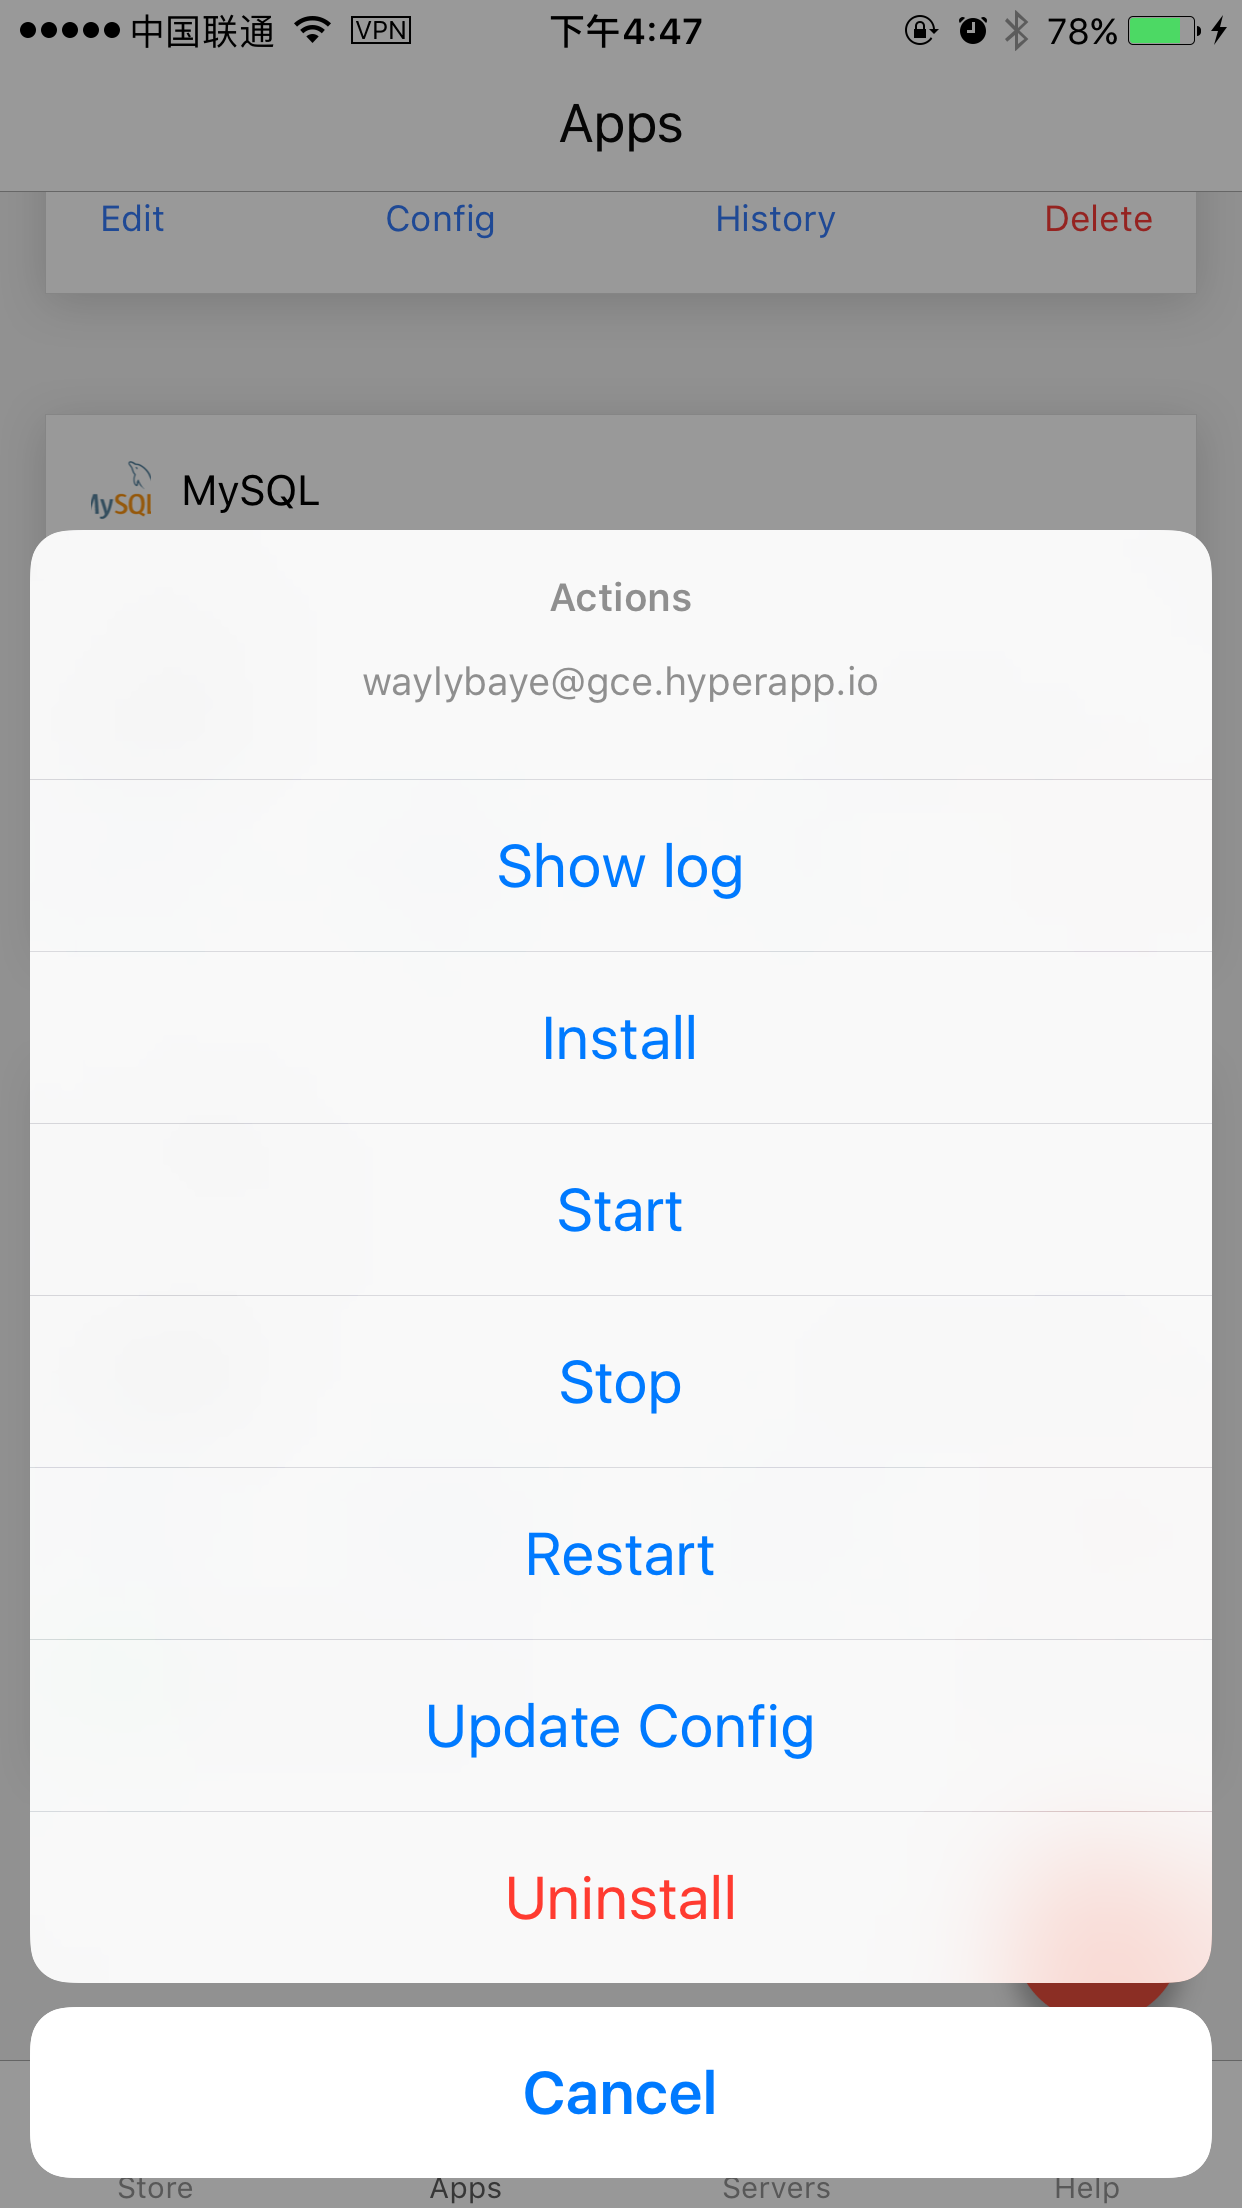 中国联通 VPN 下午4:47 78%
Apps
Edit Config History Delete
MySQL MySQL
Actions
waylybaye@gce.hyperapp.io
Show log
Install
Start
Stop
Restart
Update Config
Uninstall
Cancel
Store Apps Servers Help